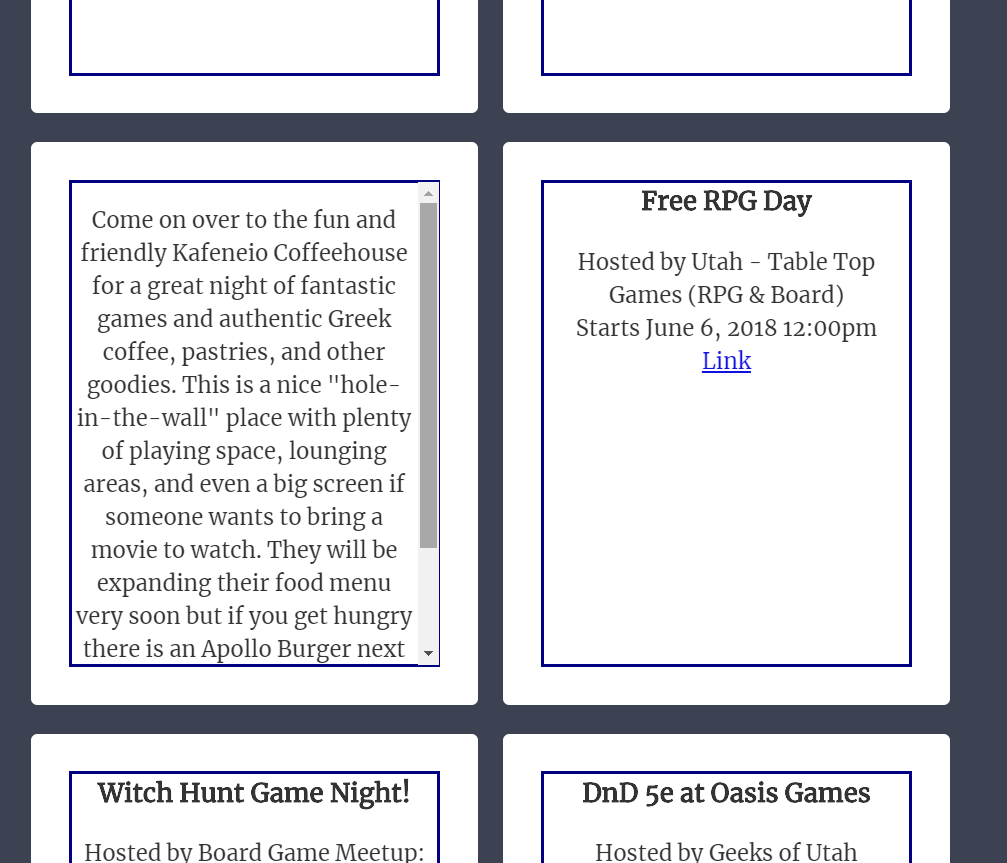 Come on over to the fun and
friendly Kafeneio Coffeehouse
for a great night of fantastic
games and authentic Greek
coffee, pastries, and other
goodies. This is a nice "hole-
in-the-wall" place with plenty
of playing space, lounging
areas, and even a big screen if
someone wants to bring a
movie to watch. They will be
expanding their food menu
very soon but if you get hungry
there is an Apollo Burger next
Free RPG Day
Hosted by Utah - Table Top
Games (RPG & Board)
Starts June 6, 2018 12:00pm
Link
Witch Hunt Game Night!
Hosted by Board Game Meetup:
DnD 5e at Oasis Games
Hosted by Geeks of Utah